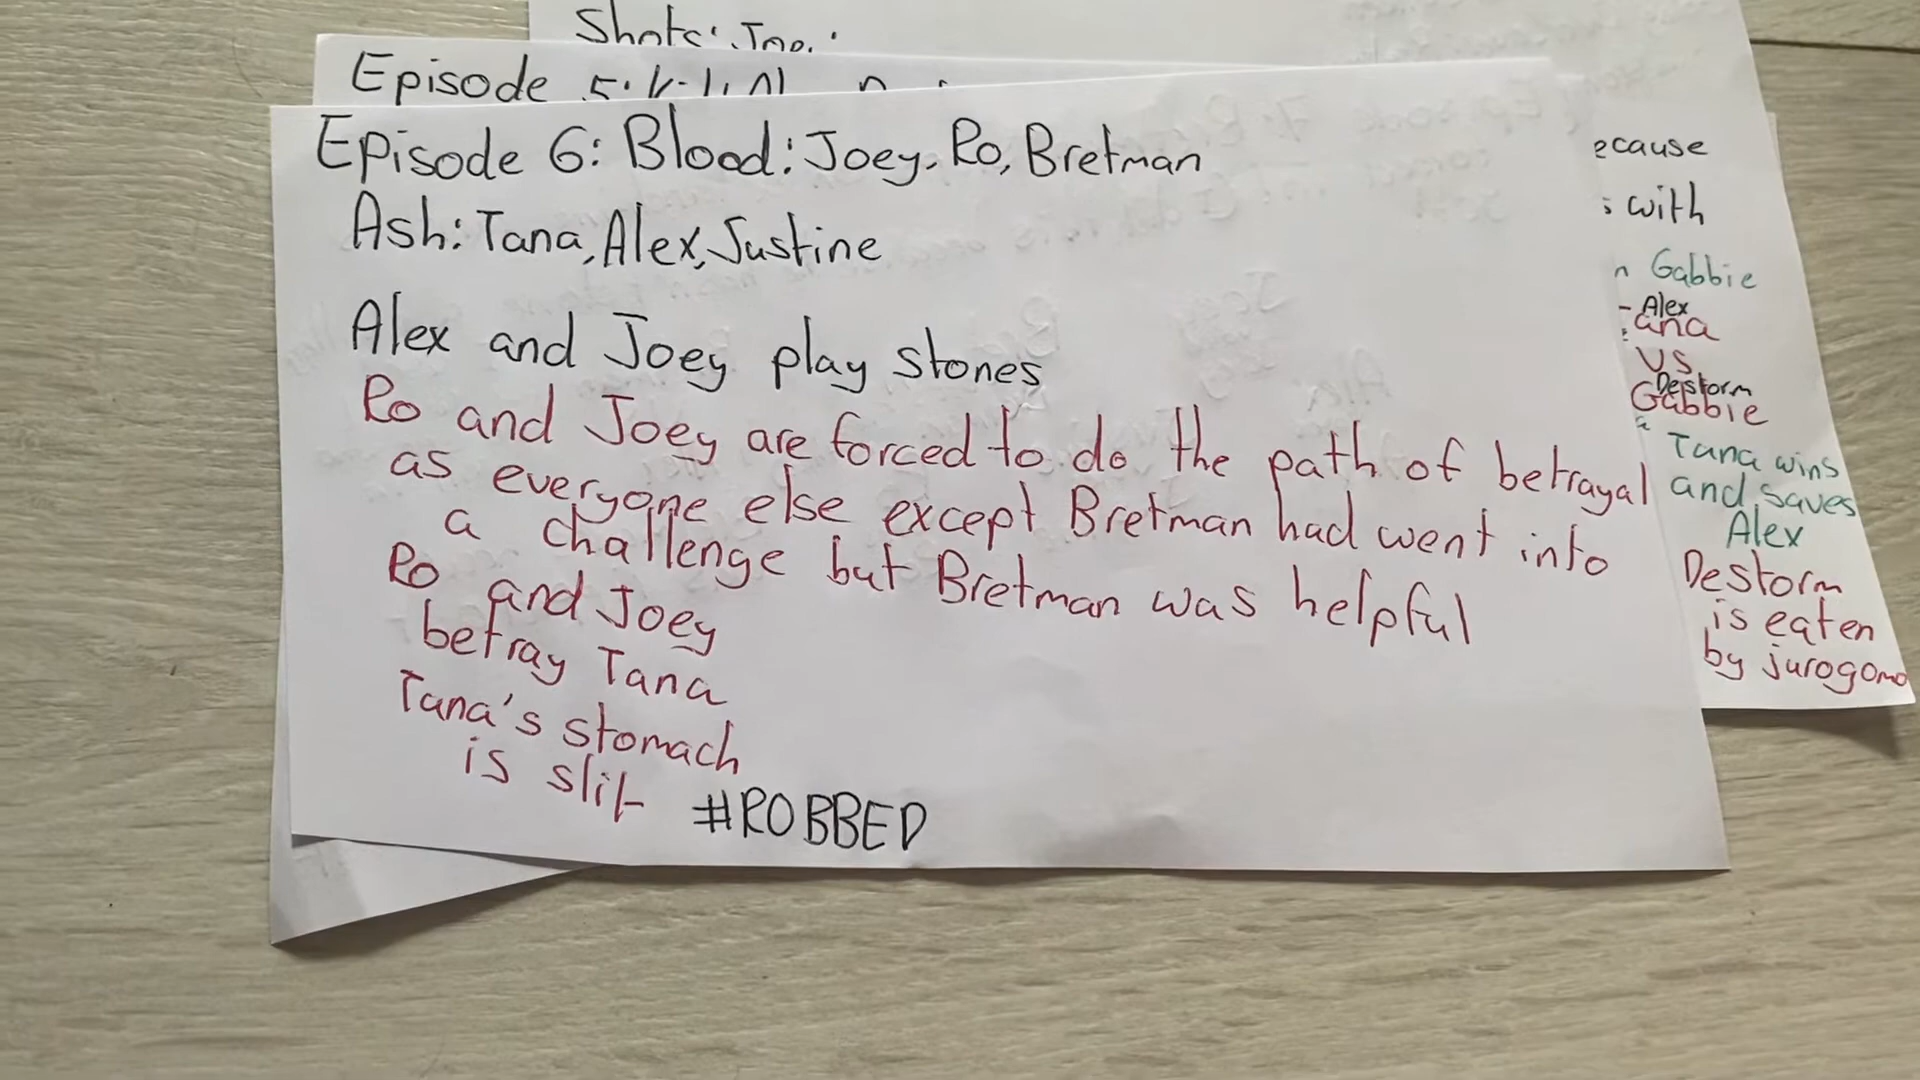 Shots:
Episode 5:
Episode 6: Blood: Joey, Ro, Bretman
Ash: Tana, Alex, Justine
Alex and Joey play stones
Ro and Joey are forced to do the path of betrayal
as everyone else except Bretman had went into
a challenge but Bretman was helpful
Ro and Joey
betray Tana
Tana's stomach
is slit
#ROBBED
ecause
with
Gabbie
Alex
ana
VS
Destorm
Gabbie
Tana wins
and saves
Alex
Destorm
is eaten
by jurogomo